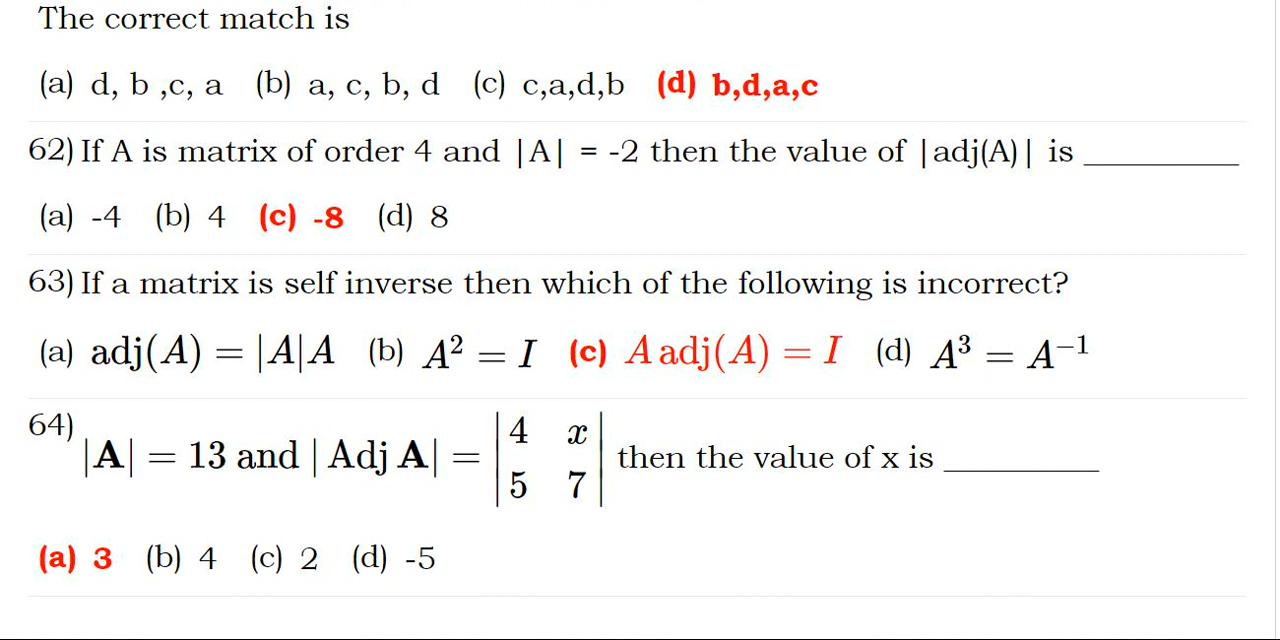 The correct match is
(a) d, b ,c, a (b) a, c, b, d (c) c,a,d,b (d) b,d,a,c
62) If A is matrix of order 4 and |A| = -2 then the value of |adj(A)| is __________
(a) -4 (b) 4 (c) -8 (d) 8
63) If a matrix is self inverse then which of the following is incorrect?
(a) adj(A) = |A|A (b) A² = I (c) A adj(A) = I (d) A³ = A⁻¹
64) |A| = 13 and | Adj A| = |4 x; 5 7| then the value of x is __________
(a) 3 (b) 4 (c) 2 (d) -5